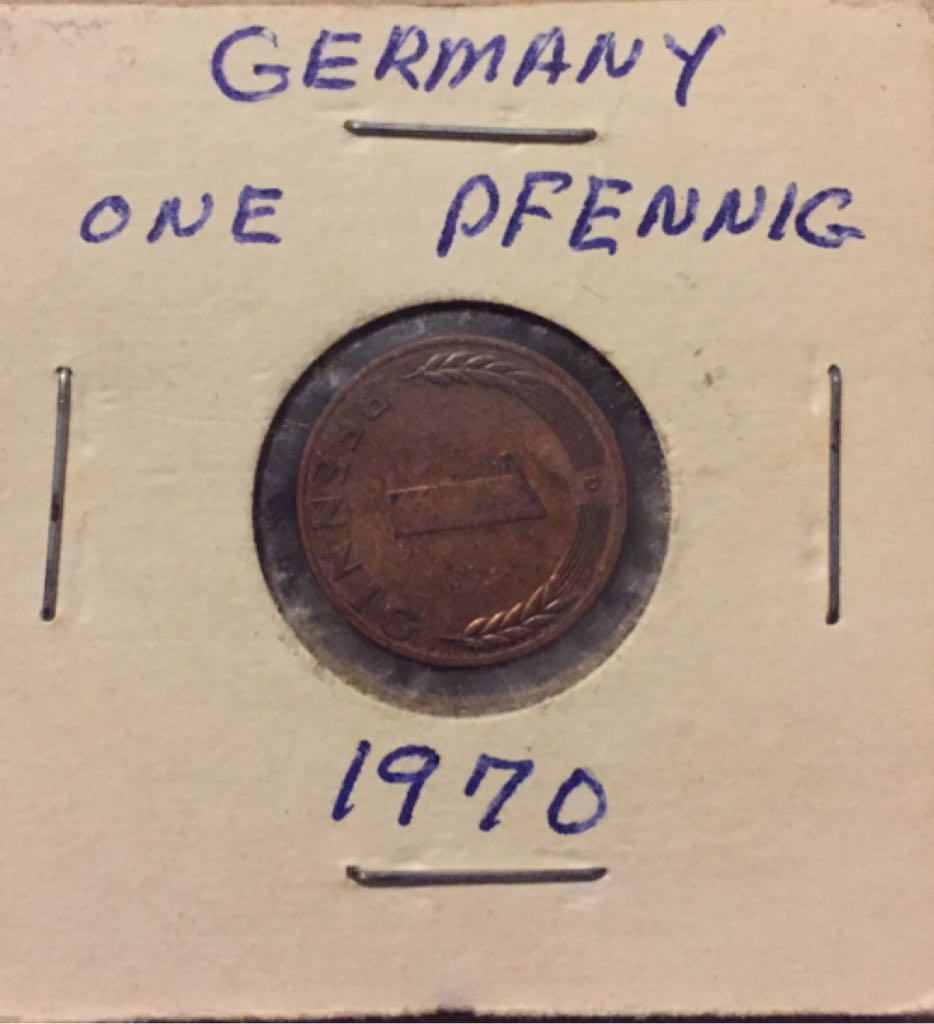 GERMANY
ONE PFENNIG
PFENNIG
1
D
1970